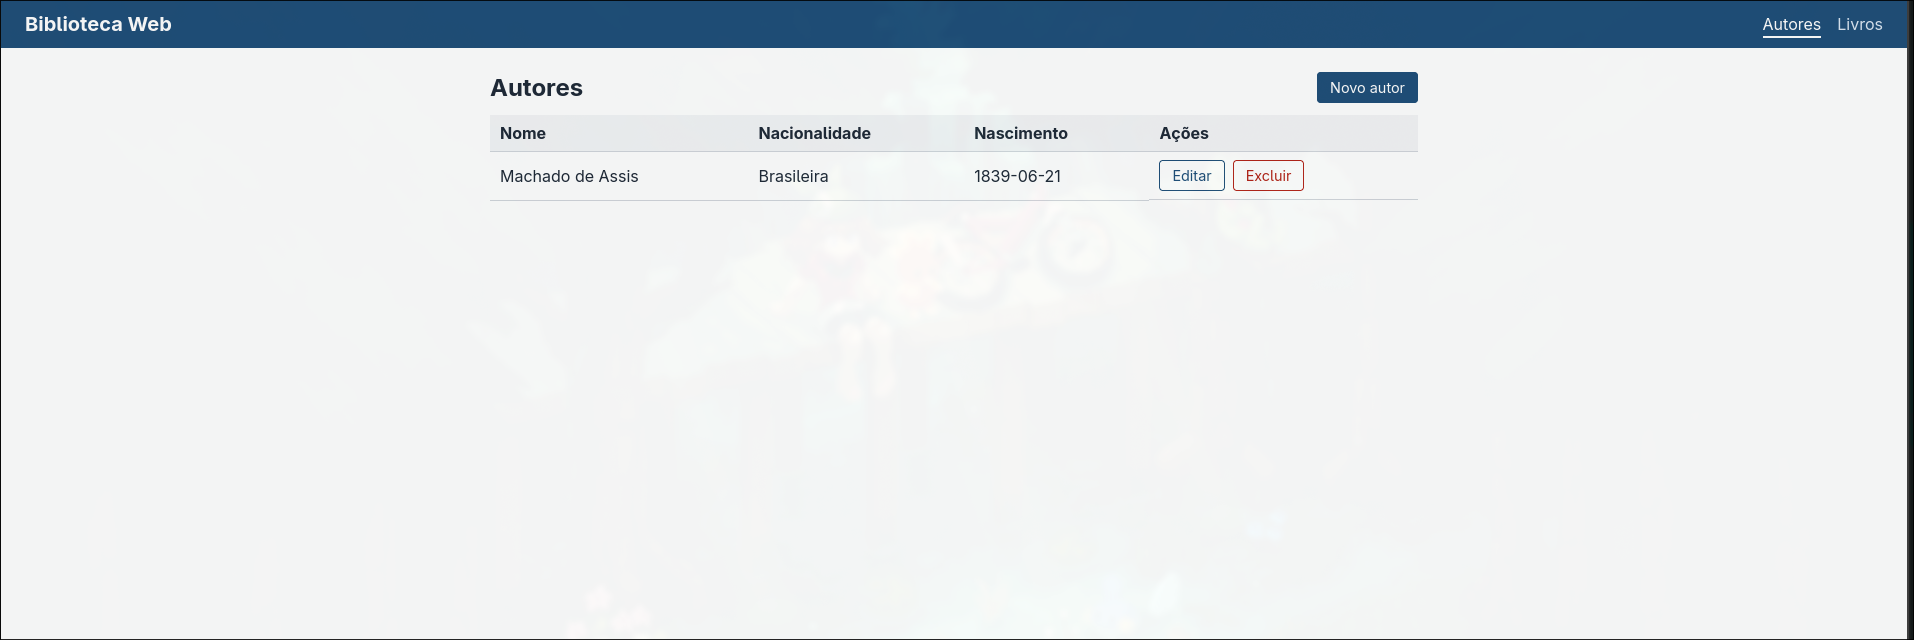 Biblioteca Web
Autores Livros
Autores
Novo autor
Nome Nacionalidade Nascimento Ações
Machado de Assis Brasileira 1839-06-21 Editar Excluir